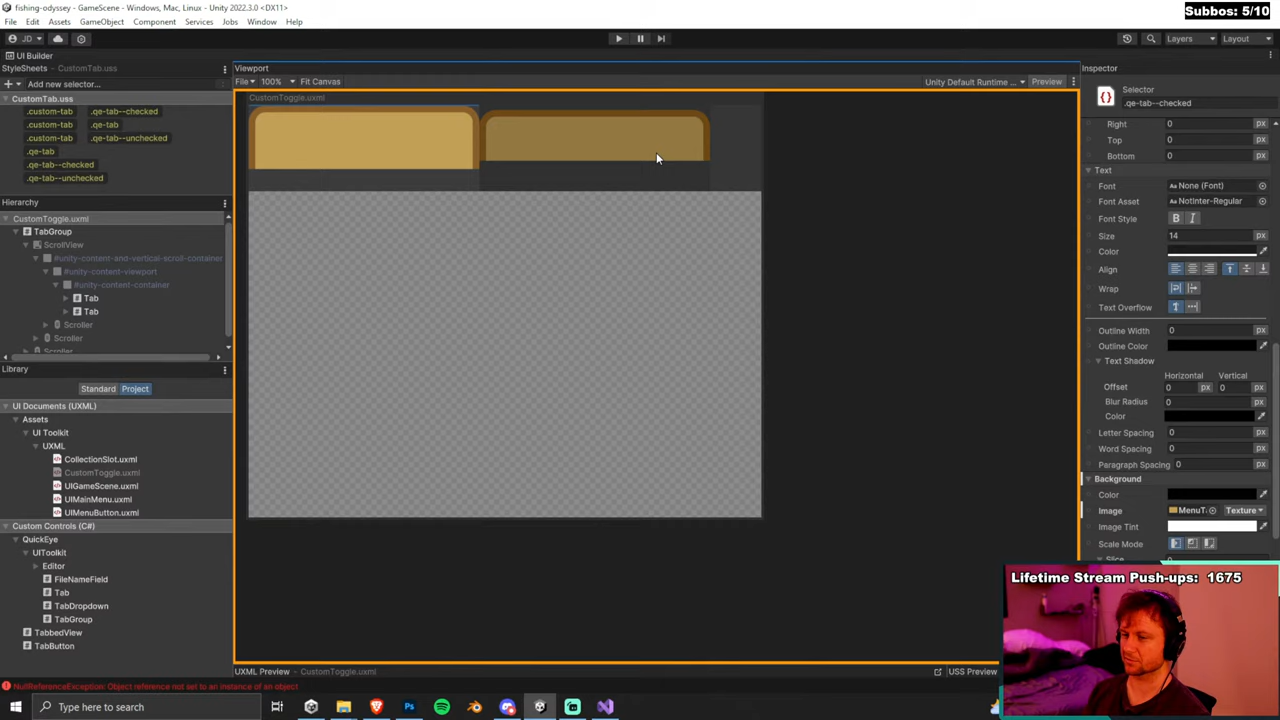 fishing-odyssey - GameScene - Windows, Mac, Linux - Unity 2022.3.0 <DX11>
Subbos: 5/10
File Edit Assets GameObject Component Services Jobs Window Help
JD
Layers Layout
UI Builder
StyleSheets CustomTab.uss
Viewport
Inspector
Add new selector...
File 100% Fit Canvas
Unity Default Runtime ... Preview
Selector
.qe-tab--checked
CustomTab.uss
CustomToggle.uxml
.custom-tab .qe-tab--checked
.custom-tab .qe-tab
.custom-tab .qe-tab--unchecked
.qe-tab
.qe-tab--checked
.qe-tab--unchecked
Right 0 px
Top 0 px
Bottom 0 px
Text
Font Aa None (Font)
Font Asset Aa NotInter-Regular
Font Style B I
Size 14 px
Color
Align
Wrap
Text Overflow
Outline Width 0 px
Outline Color
Text Shadow
Horizontal Vertical
Offset 0 px 0 px
Blur Radius 0 px
Color
Letter Spacing 0 px
Word Spacing 0 px
Paragraph Spacing 0 px
Background
Color
Image MenuT Texture
Image Tint
Scale Mode
Slice
Hierarchy
CustomToggle.uxml
TabGroup
ScrollView
#unity-content-and-vertical-scroll-container
#unity-content-viewport
#unity-content-container
Tab
Tab
Scroller
Scroller
Scroller
Library
Standard Project
UI Documents (UXML)
Assets
UI Toolkit
UXML
CollectionSlot.uxml
CustomToggle.uxml
UIGameScene.uxml
UIMainMenu.uxml
UIMenuButton.uxml
Custom Controls (C#)
QuickEye
UIToolkit
Editor
FileNameField
Tab
TabDropdown
TabGroup
TabbedView
TabButton
Lifetime Stream Push-ups: 1675
UXML Preview - CustomToggle.uxml
USS Preview
NullReferenceException: Object reference not set to an instance of an object
Type here to search